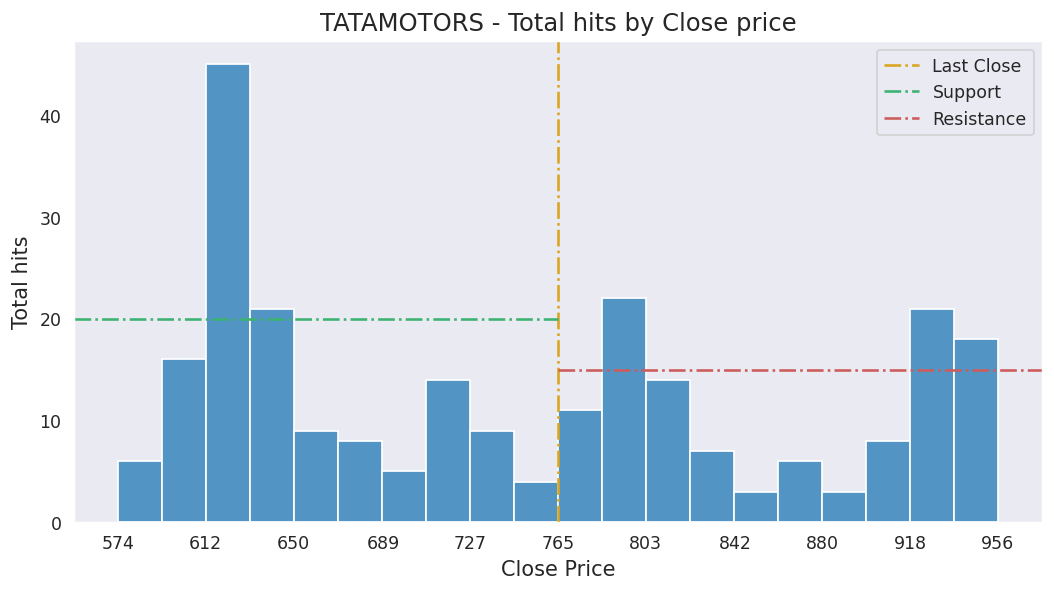 TATAMOTORS - Total hits by Close price
Last Close
Support
Resistance
Total hits
40
30
20
10
0
574 612 650 689 727 765 803 842 880 918 956
Close Price